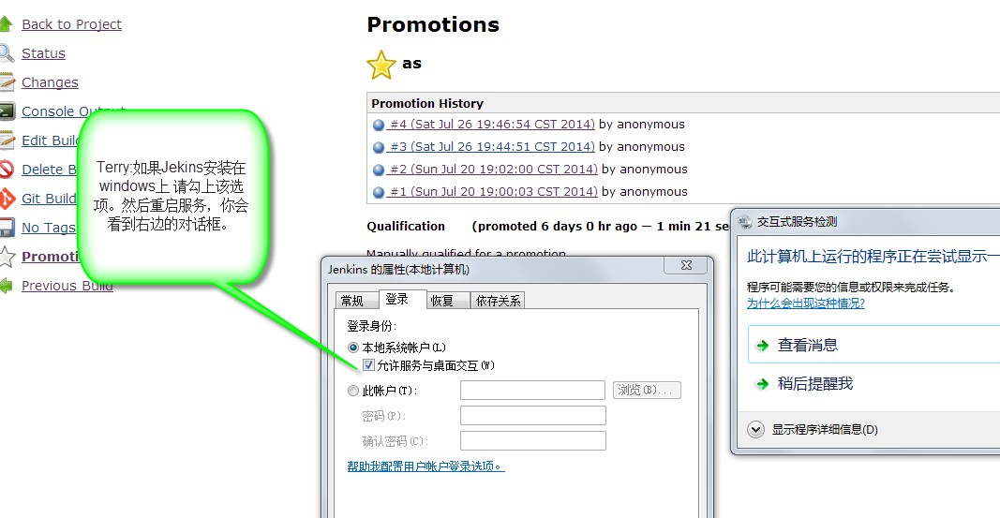 Back to Project
Status
Changes
Console Output
Edit Buil
Delete B
Git Build
No Tags
Promoti
Previous Build
Terry:如果Jekins安装在
windows上 请勾上该选
项。然后重启服务，你会
看到右边的对话框。
Promotions
as
Promotion History
#4 (Sat Jul 26 19:46:54 CST 2014) by anonymous
#3 (Sat Jul 26 19:44:51 CST 2014) by anonymous
#2 (Sun Jul 20 19:02:00 CST 2014) by anonymous
#1 (Sun Jul 20 19:00:03 CST 2014) by anonymous
Qualification (promoted 6 days 0 hr ago — 1 min 21 se
Manually qualified for a promotion
Jenkins 的属性(本地计算机)
常规 登录 恢复 依存关系
登录身份:
本地系统帐户(L)
允许服务与桌面交互(W)
此帐户(T):
浏览(B)...
密码(P):
确认密码(C):
帮助我配置用户帐户登录选项。
交互式服务检测
此计算机上运行的程序正在尝试显示一
程序可能需要您的信息或权限来完成任务。
为什么会出现这种情况?
查看消息
稍后提醒我
显示程序详细信息(D)